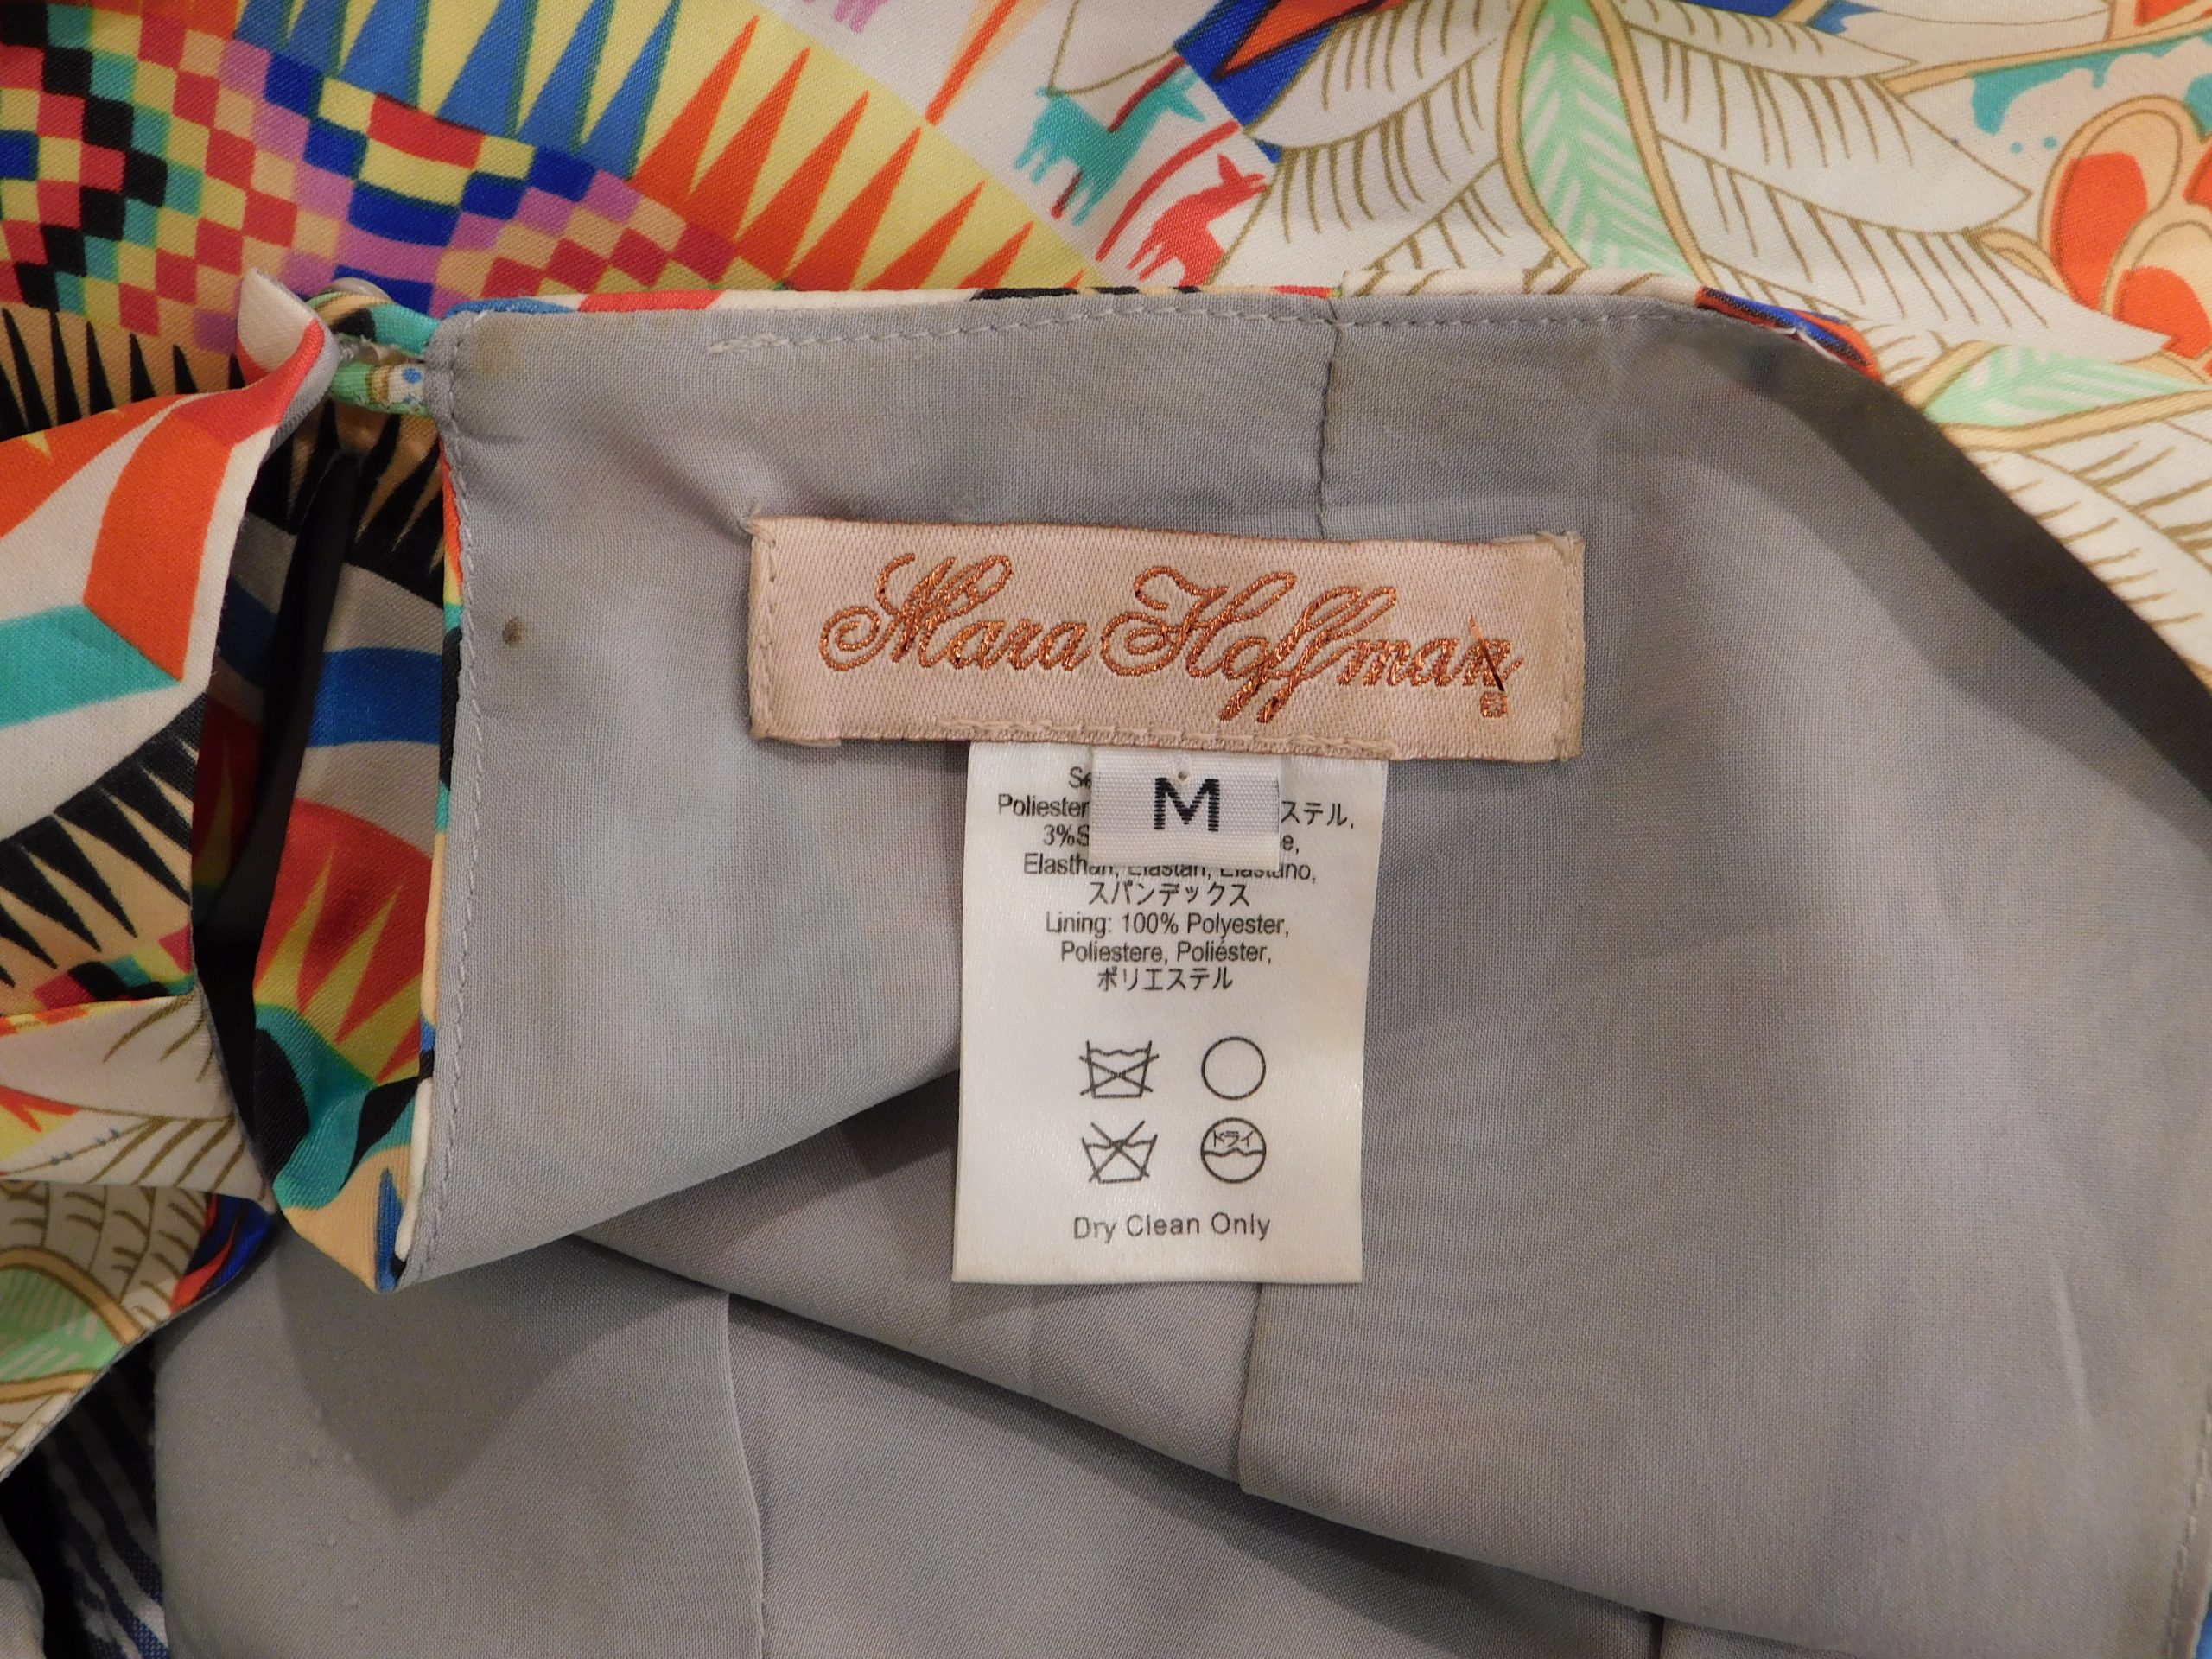 Mara Hoffman
M
Poliester ステル,
3%
Elasthan, Elastan, Elastano,
スパンデックス
Lining: 100% Polyester,
Poliestere, Poliéster,
ポリエステル
ドライ
Dry Clean Only